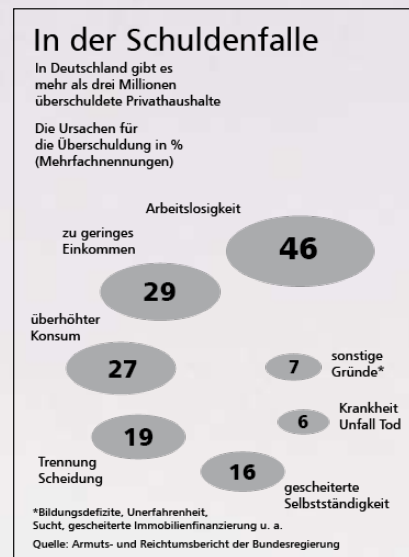 In der Schuldenfalle
In Deutschland gibt es
mehr als drei Millionen
überschuldete Privathaushalte
Die Ursachen für
die Überschuldung in %
(Mehrfachnennungen)
Arbeitslosigkeit
46
zu geringes
Einkommen
29
überhöhter
Konsum
27
sonstige
Gründe*
7
Krankheit
Unfall Tod
6
19
Trennung
Scheidung
16
gescheiterte
Selbstständigkeit
*Bildungsdefizite, Unerfahrenheit,
Sucht, gescheiterte Immobilienfinanzierung u. a.
Quelle: Armuts- und Reichtumsbericht der Bundesregierung